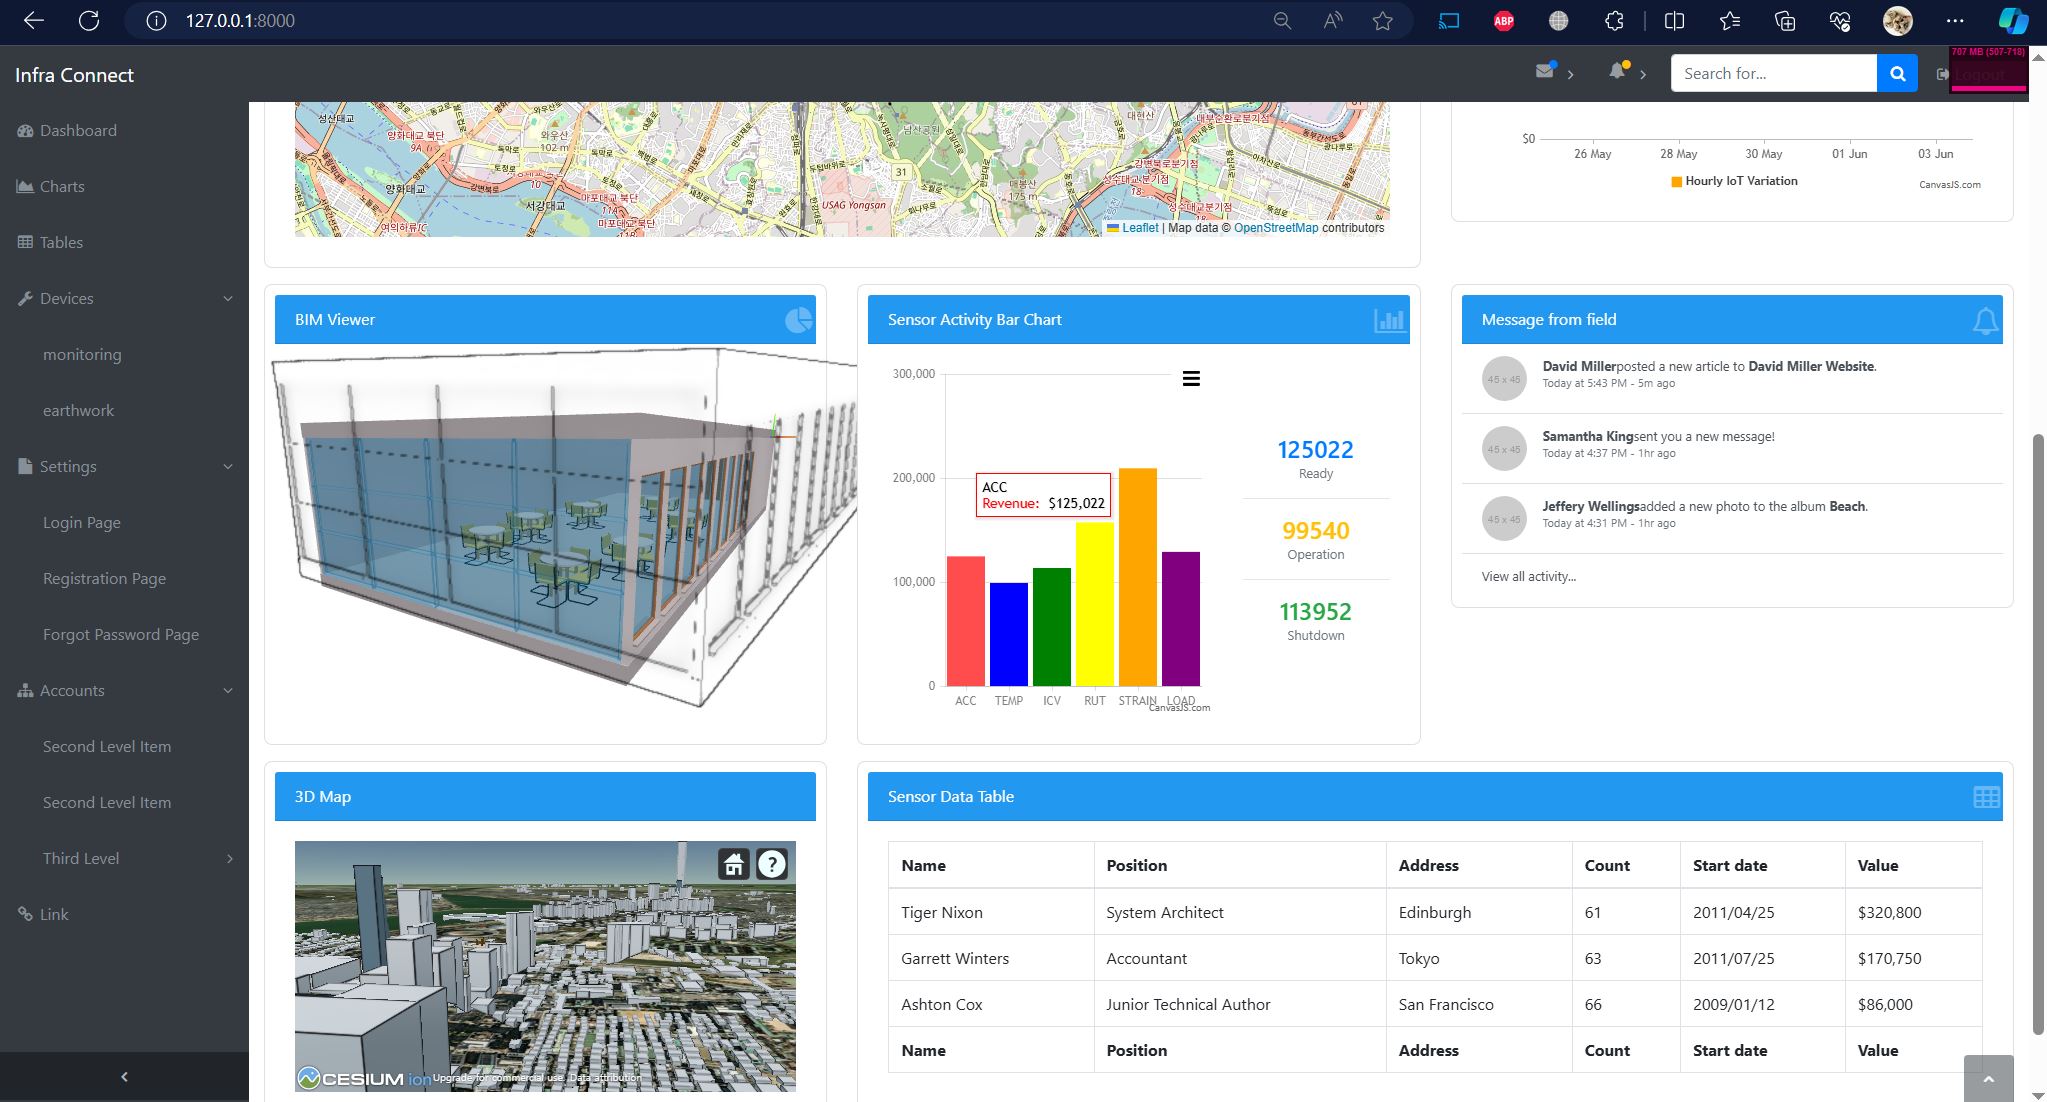 127.0.0.1:8000
ABP
Infra Connect
Search for...
Logout
707 MB (507-718)
Dashboard
Charts
Tables
Devices
monitoring
earthwork
Settings
Login Page
Registration Page
Forgot Password Page
Accounts
Second Level Item
Second Level Item
Third Level
Link
성산대교
양화대교 북단
와우산
102 m
양화대교
서강대교
마포대교북단
USAG Yongsan
31
남산공원
매봉산
175 m
대현산
강변북로분기점
성수대교분기점
Leaflet | Map data © OpenStreetMap contributors
$0
26 May
28 May
30 May
01 Jun
03 Jun
Hourly IoT Variation
CanvasJS.com
BIM Viewer
Sensor Activity Bar Chart
300,000
200,000
100,000
0
ACC
Revenue: $125,022
ACC
TEMP
ICV
RUT
STRAIN
LOAD
CanvasJS.com
125022
Ready
99540
Operation
113952
Shutdown
Message from field
45 x 45
David Millerposted a new article to David Miller Website.
Today at 5:43 PM - 5m ago
45 x 45
Samantha Kingsent you a new message!
Today at 4:37 PM - 1hr ago
45 x 45
Jeffery Wellingsadded a new photo to the album Beach.
Today at 4:31 PM - 1hr ago
View all activity...
3D Map
?
CESIUM ion Upgrade for commercial use. Data attribution
Sensor Data Table
Name Position Address Count Start date Value
Tiger Nixon System Architect Edinburgh 61 2011/04/25 $320,800
Garrett Winters Accountant Tokyo 63 2011/07/25 $170,750
Ashton Cox Junior Technical Author San Francisco 66 2009/01/12 $86,000
Name Position Address Count Start date Value